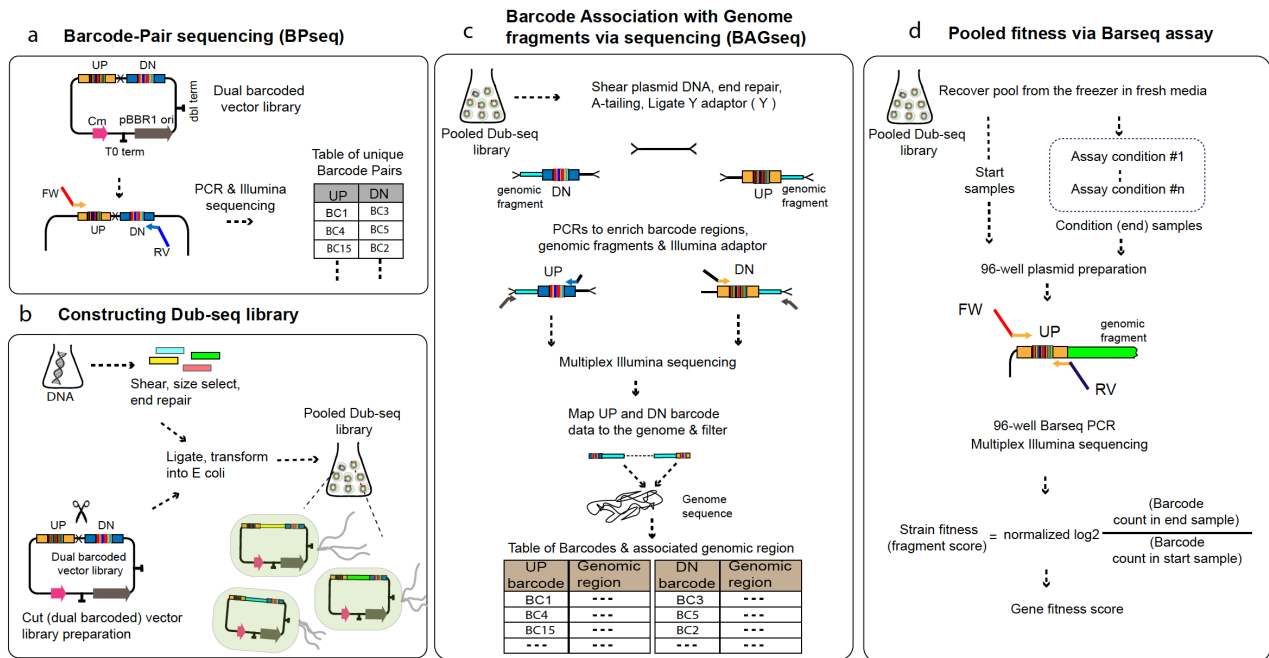 a
Barcode-Pair sequencing (BPseq)
UP
DN
Dual barcoded
vector library
dbl term
Cm
pBBR1 ori
T0 term
PCR & Illumina
sequencing
FW
UP
DN
RV
Table of unique
Barcode Pairs
UP DN
BC1 BC3
BC4 BC5
BC15 BC2
b
Constructing Dub-seq library
DNA
Shear, size select,
end repair
Pooled Dub-seq
library
Ligate, transform
into E coli
UP
DN
Dual barcoded
vector library
Cut (dual barcoded) vector
library preparation
c
Barcode Association with Genome
fragments via sequencing (BAGseq)
Shear plasmid DNA, end repair,
A-tailing, Ligate Y adaptor ( Y )
Pooled Dub-seq
library
genomic
fragment
DN
UP
genomic
fragment
PCRs to enrich barcode regions,
genomic fragments & Illumina adaptor
UP
DN
Multiplex Illumina sequencing
Map UP and DN barcode
data to the genome & filter
Genome
sequence
Table of Barcodes & associated genomic region
UP
barcode
Genomic
region
DN
barcode
Genomic
region
BC1 --- BC3 ---
BC4 --- BC5 ---
BC15 --- BC2 ---
--- --- --- ---
d
Pooled fitness via Barseq assay
Recover pool from the freezer in fresh media
Pooled Dub-seq
library
Start
samples
Assay condition #1
Assay condition #n
Condition (end) samples
96-well plasmid preparation
FW
UP
genomic
fragment
RV
96-well Barseq PCR
Multiplex Illumina sequencing
Strain fitness
(fragment score)
= normalized log2
(Barcode
count in end sample)
(Barcode
count in start sample)
Gene fitness score